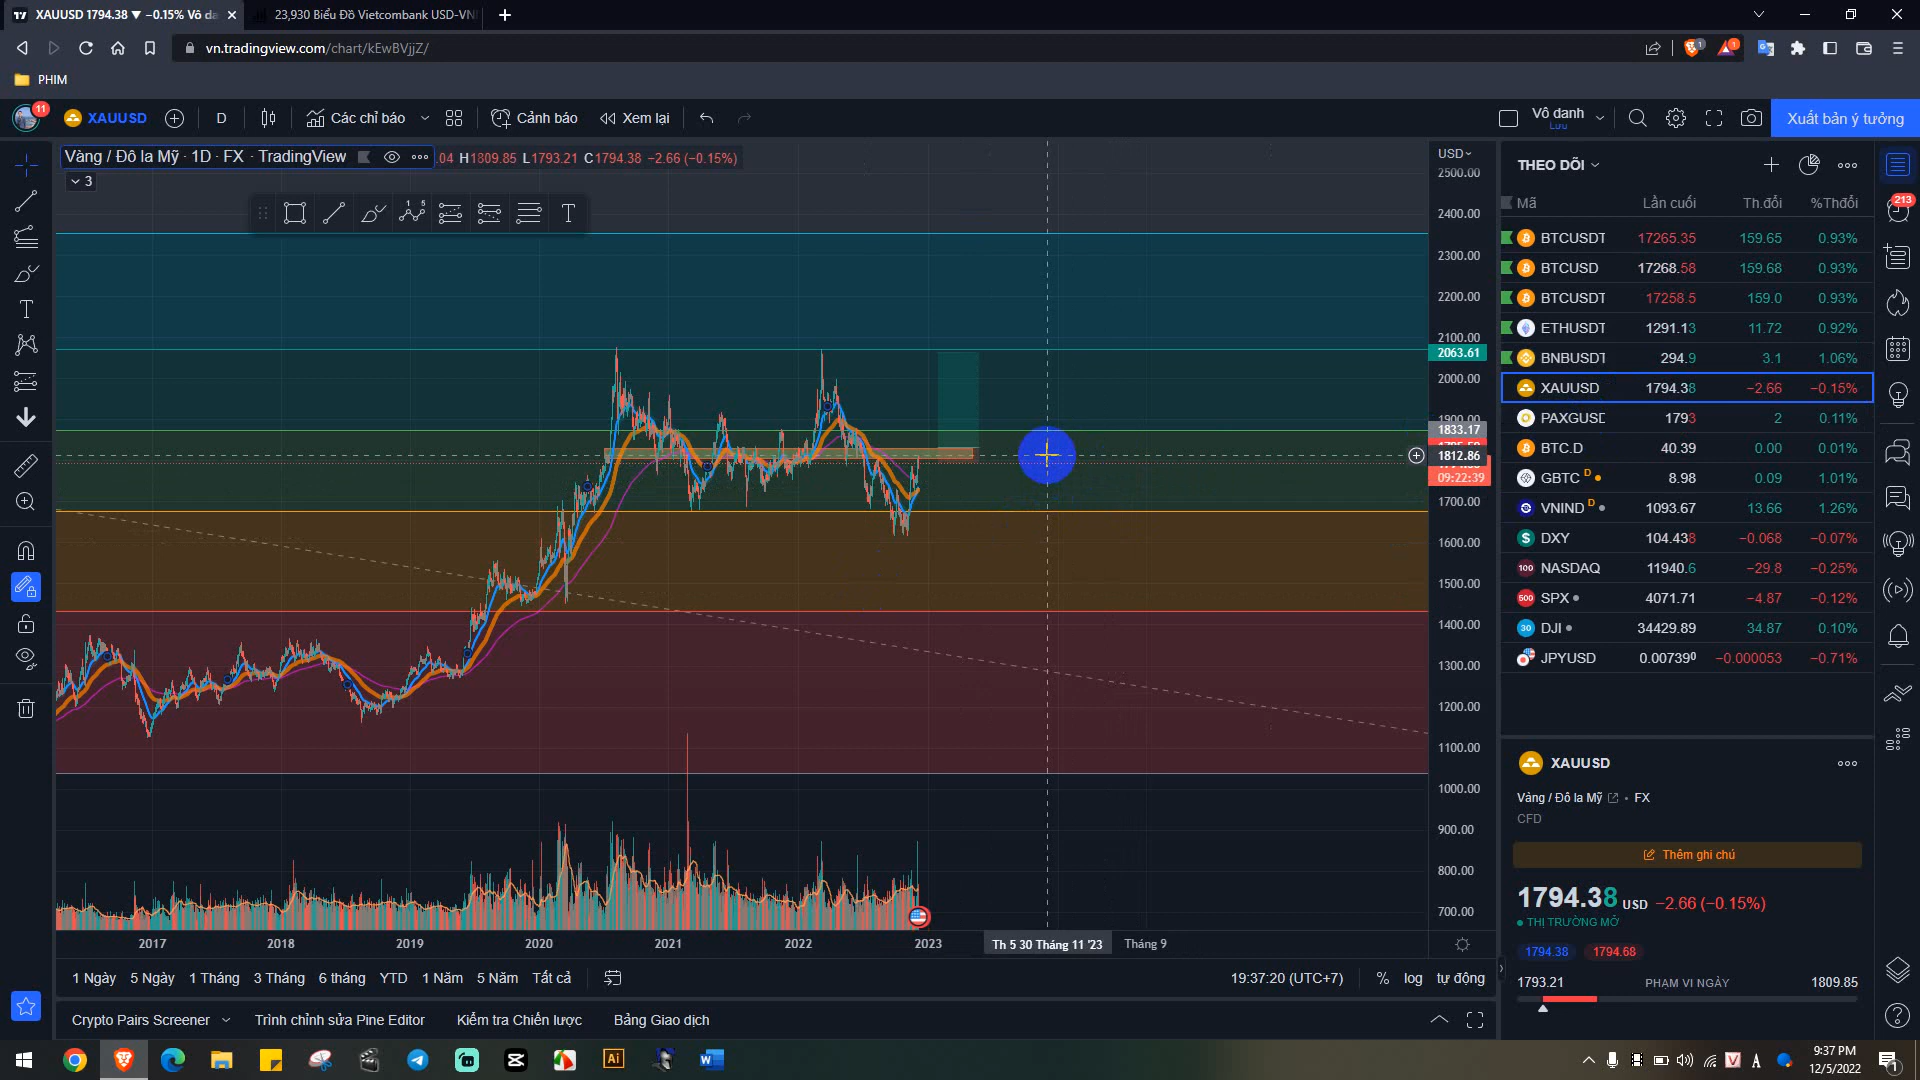 XAUUSD 1794.38 ▼ −0.15% Vô da
23,930 Biểu Đồ Vietcombank USD-VNI
vn.tradingview.com/chart/kEwBVjjZ/
PHIM
11
XAUUSD
D
Các chỉ báo
Cảnh báo
Xem lại
Vô danh
Lưu
Xuất bản ý tưởng
Vàng / Đô la Mỹ · 1D · FX · TradingView
.04 H1809.85 L1793.21 C1794.38 −2.66 (−0.15%)
3
USD
2500.00
2400.00
2300.00
2200.00
2100.00
2063.61
2000.00
1900.00
1833.17
1812.86
09:22:39
1700.00
1600.00
1500.00
1400.00
1300.00
1200.00
1100.00
1000.00
900.00
800.00
700.00
2017 2018 2019 2020 2021 2022 2023 Th 5 30 Tháng 11 '23 Tháng 9
1 Ngày 5 Ngày 1 Tháng 3 Tháng 6 tháng YTD 1 Năm 5 Năm Tất cả
19:37:20 (UTC+7) % log tự động
Crypto Pairs Screener Trình chỉnh sửa Pine Editor Kiểm tra Chiến lược Bảng Giao dịch
THEO DÕI
Mã Lần cuối Th.đổi %Thđổi
BTCUSDT 17265.35 159.65 0.93%
BTCUSD 17268.58 159.68 0.93%
BTCUSDT 17258.5 159.0 0.93%
ETHUSDT 1291.13 11.72 0.92%
BNBUSDT 294.9 3.1 1.06%
XAUUSD 1794.38 −2.66 −0.15%
PAXGUSD 1793 2 0.11%
BTC.D 40.39 0.00 0.01%
GBTC D 8.98 0.09 1.01%
VNIND D 1093.67 13.66 1.26%
DXY 104.438 −0.068 −0.07%
100 NASDAQ 11940.6 −29.8 −0.25%
500 SPX 4071.71 −4.87 −0.12%
30 DJI 34429.89 34.87 0.10%
JPYUSD 0.007390 −0.000053 −0.71%
213
XAUUSD
Vàng / Đô la Mỹ · FX
CFD
Thêm ghi chú
1794.38 USD −2.66 (−0.15%)
THỊ TRƯỜNG MỞ
1794.38 1794.68
1793.21 PHẠM VI NGÀY 1809.85
9:37 PM
12/5/2022